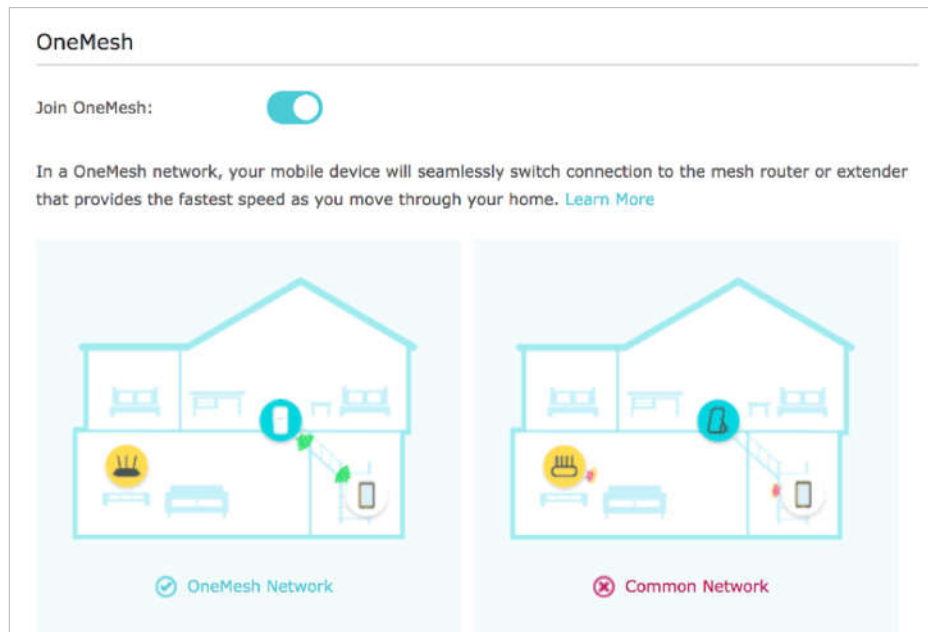 OneMesh
Join OneMesh:
In a OneMesh network, your mobile device will seamlessly switch connection to the mesh router or extender
that provides the fastest speed as you move through your home. Learn More
OneMesh Network
Common Network